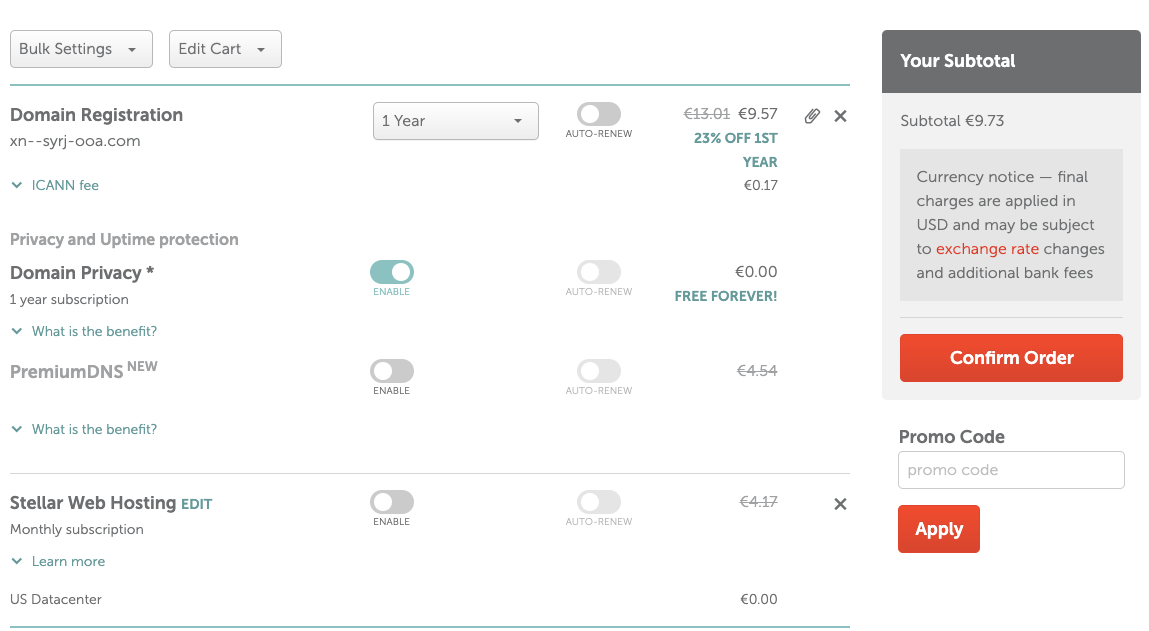 Bulk Settings
Edit Cart
Domain Registration
xn--syrj-ooa.com
1 Year
AUTO-RENEW
€13.01 €9.57
23% OFF 1ST
YEAR
ICANN fee
€0.17
Privacy and Uptime protection
Domain Privacy *
1 year subscription
ENABLE
AUTO-RENEW
€0.00
FREE FOREVER!
What is the benefit?
PremiumDNS NEW
ENABLE
AUTO-RENEW
€4.54
What is the benefit?
Stellar Web Hosting EDIT
Monthly subscription
ENABLE
AUTO-RENEW
€4.17
Learn more
US Datacenter
€0.00
Your Subtotal
Subtotal €9.73
Currency notice — final
charges are applied in
USD and may be subject
to exchange rate changes
and additional bank fees
Confirm Order
Promo Code
promo code
Apply